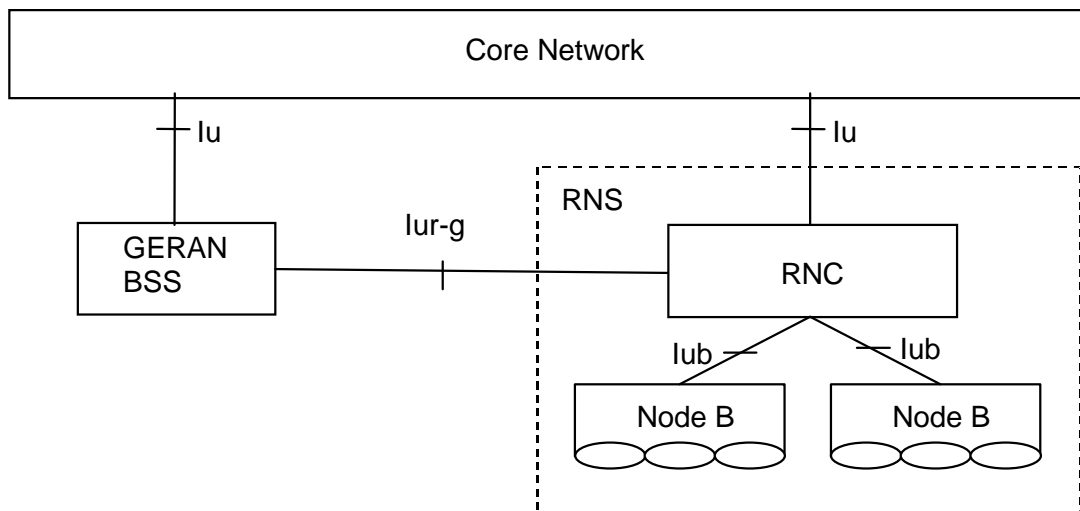 Core Network
Iu
Iu
RNS
Iur-g
GERAN
BSS
RNC
Iub
Iub
Node B
Node B